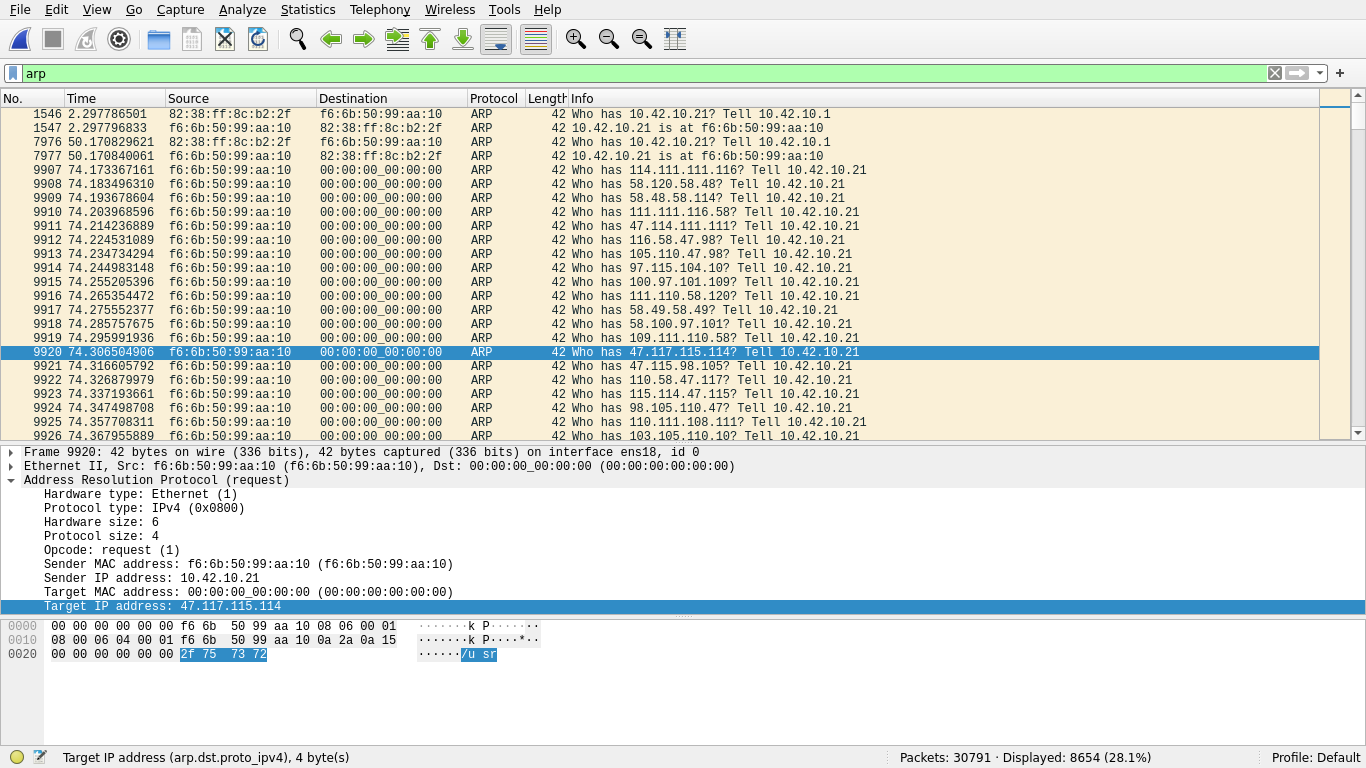 File Edit View Go Capture Analyze Statistics Telephony Wireless Tools Help
arp
No. Time Source Destination Protocol Length Info
1546 2.297786501 82:38:ff:8c:b2:2f f6:6b:50:99:aa:10 ARP 42 Who has 10.42.10.21? Tell 10.42.10.1
1547 2.297796833 f6:6b:50:99:aa:10 82:38:ff:8c:b2:2f ARP 42 10.42.10.21 is at f6:6b:50:99:aa:10
7976 50.170829621 82:38:ff:8c:b2:2f f6:6b:50:99:aa:10 ARP 42 Who has 10.42.10.21? Tell 10.42.10.1
7977 50.170840061 f6:6b:50:99:aa:10 82:38:ff:8c:b2:2f ARP 42 10.42.10.21 is at f6:6b:50:99:aa:10
9907 74.173367161 f6:6b:50:99:aa:10 00:00:00_00:00:00 ARP 42 Who has 114.111.111.116? Tell 10.42.10.21
9908 74.183496310 f6:6b:50:99:aa:10 00:00:00_00:00:00 ARP 42 Who has 58.120.58.48? Tell 10.42.10.21
9909 74.193678604 f6:6b:50:99:aa:10 00:00:00_00:00:00 ARP 42 Who has 58.48.58.114? Tell 10.42.10.21
9910 74.203968596 f6:6b:50:99:aa:10 00:00:00_00:00:00 ARP 42 Who has 111.111.116.58? Tell 10.42.10.21
9911 74.214236889 f6:6b:50:99:aa:10 00:00:00_00:00:00 ARP 42 Who has 47.114.111.111? Tell 10.42.10.21
9912 74.224531089 f6:6b:50:99:aa:10 00:00:00_00:00:00 ARP 42 Who has 116.58.47.98? Tell 10.42.10.21
9913 74.234734294 f6:6b:50:99:aa:10 00:00:00_00:00:00 ARP 42 Who has 105.110.47.98? Tell 10.42.10.21
9914 74.244983148 f6:6b:50:99:aa:10 00:00:00_00:00:00 ARP 42 Who has 97.115.104.10? Tell 10.42.10.21
9915 74.255205396 f6:6b:50:99:aa:10 00:00:00_00:00:00 ARP 42 Who has 100.97.101.109? Tell 10.42.10.21
9916 74.265354472 f6:6b:50:99:aa:10 00:00:00_00:00:00 ARP 42 Who has 111.110.58.120? Tell 10.42.10.21
9917 74.275552377 f6:6b:50:99:aa:10 00:00:00_00:00:00 ARP 42 Who has 58.49.58.49? Tell 10.42.10.21
9918 74.285757675 f6:6b:50:99:aa:10 00:00:00_00:00:00 ARP 42 Who has 58.100.97.101? Tell 10.42.10.21
9919 74.295991936 f6:6b:50:99:aa:10 00:00:00_00:00:00 ARP 42 Who has 109.111.110.58? Tell 10.42.10.21
9920 74.306504906 f6:6b:50:99:aa:10 00:00:00_00:00:00 ARP 42 Who has 47.117.115.114? Tell 10.42.10.21
9921 74.316605792 f6:6b:50:99:aa:10 00:00:00_00:00:00 ARP 42 Who has 47.115.98.105? Tell 10.42.10.21
9922 74.326879979 f6:6b:50:99:aa:10 00:00:00_00:00:00 ARP 42 Who has 110.58.47.117? Tell 10.42.10.21
9923 74.337193661 f6:6b:50:99:aa:10 00:00:00_00:00:00 ARP 42 Who has 115.114.47.115? Tell 10.42.10.21
9924 74.347498708 f6:6b:50:99:aa:10 00:00:00_00:00:00 ARP 42 Who has 98.105.110.47? Tell 10.42.10.21
9925 74.357708311 f6:6b:50:99:aa:10 00:00:00_00:00:00 ARP 42 Who has 110.111.108.111? Tell 10.42.10.21
9926 74.367955889 f6:6b:50:99:aa:10 00:00:00_00:00:00 ARP 42 Who has 103.105.110.10? Tell 10.42.10.21
Frame 9920: 42 bytes on wire (336 bits), 42 bytes captured (336 bits) on interface ens18, id 0
Ethernet II, Src: f6:6b:50:99:aa:10 (f6:6b:50:99:aa:10), Dst: 00:00:00_00:00:00 (00:00:00:00:00:00)
Address Resolution Protocol (request)
Hardware type: Ethernet (1)
Protocol type: IPv4 (0x0800)
Hardware size: 6
Protocol size: 4
Opcode: request (1)
Sender MAC address: f6:6b:50:99:aa:10 (f6:6b:50:99:aa:10)
Sender IP address: 10.42.10.21
Target MAC address: 00:00:00_00:00:00 (00:00:00:00:00:00)
Target IP address: 47.117.115.114
0000 00 00 00 00 00 00 f6 6b 50 99 aa 10 08 06 00 01 ·······k P·······
0010 08 00 06 04 00 01 f6 6b 50 99 aa 10 0a 2a 0a 15 ·······k P····*··
0020 00 00 00 00 00 00 2f 75 73 72 ······/u sr
Target IP address (arp.dst.proto_ipv4), 4 byte(s) Packets: 30791 · Displayed: 8654 (28.1%) Profile: Default